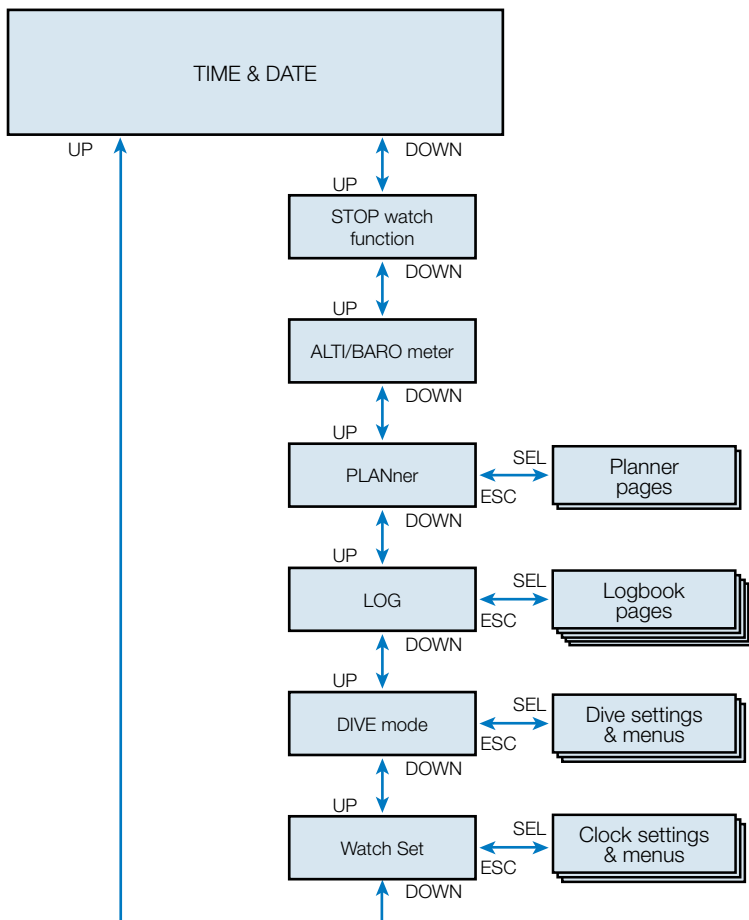 TIME & DATE
UP
DOWN
UP
STOP watch
function
DOWN
UP
ALTI/BARO meter
DOWN
UP
PLANner
SEL
ESC
Planner
pages
DOWN
UP
LOG
SEL
ESC
Logbook
pages
DOWN
UP
DIVE mode
SEL
ESC
Dive settings
& menus
DOWN
UP
Watch Set
SEL
ESC
Clock settings
& menus
DOWN